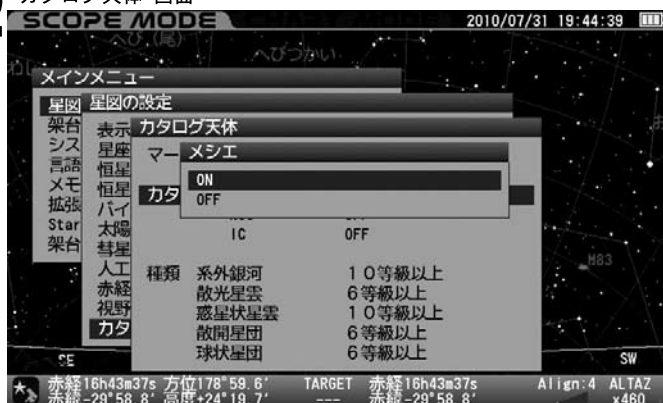 カタログ天体 画面
SCOPE MODE 2010/07/31 19:44:39
へび(尾)
へびつかい
メインメニュー
星図 星図の設定
架台 表示 カタログ天体
シス 星座 マー メシエ
言語 恒星 ON
メモ 恒星 カタ OFF
拡張 バイ
Star 太陽 IC OFF
架台 彗星
人工 種類 系外銀河 10等級以上
赤経 散光星雲 6等級以上
視野 惑星状星雲 10等級以上
カタ 散開星団 6等級以上
球状星団 6等級以上
M83
SE SW
赤経16h43m37s 方位178°59.6' TARGET 赤経16h43m37s Align:4 ALTAZ
赤緯-29°58.8' 高度+24°19.7' --- 赤緯-29°58.8' x460